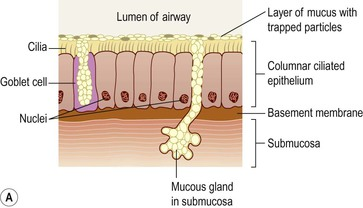 Lumen of airway
Layer of mucus with
trapped particles
Cilia
Goblet cell
Columnar ciliated
epithelium
Nuclei
Basement membrane
Submucosa
Mucous gland
in submucosa
A